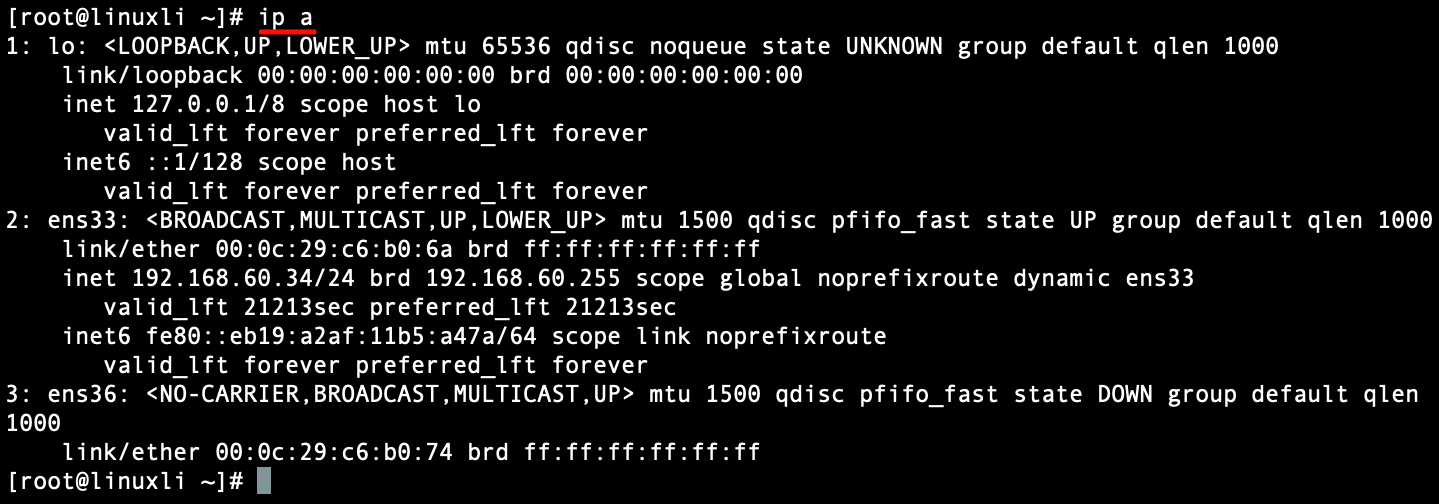 [root@linuxli ~]# ip a
1: lo: <LOOPBACK,UP,LOWER_UP> mtu 65536 qdisc noqueue state UNKNOWN group default qlen 1000
    link/loopback 00:00:00:00:00:00 brd 00:00:00:00:00:00
    inet 127.0.0.1/8 scope host lo
       valid_lft forever preferred_lft forever
    inet6 ::1/128 scope host
       valid_lft forever preferred_lft forever
2: ens33: <BROADCAST,MULTICAST,UP,LOWER_UP> mtu 1500 qdisc pfifo_fast state UP group default qlen 1000
    link/ether 00:0c:29:c6:b0:6a brd ff:ff:ff:ff:ff:ff
    inet 192.168.60.34/24 brd 192.168.60.255 scope global noprefixroute dynamic ens33
       valid_lft 21213sec preferred_lft 21213sec
    inet6 fe80::eb19:a2af:11b5:a47a/64 scope link noprefixroute
       valid_lft forever preferred_lft forever
3: ens36: <NO-CARRIER,BROADCAST,MULTICAST,UP> mtu 1500 qdisc pfifo_fast state DOWN group default qlen
1000
    link/ether 00:0c:29:c6:b0:74 brd ff:ff:ff:ff:ff:ff
[root@linuxli ~]#